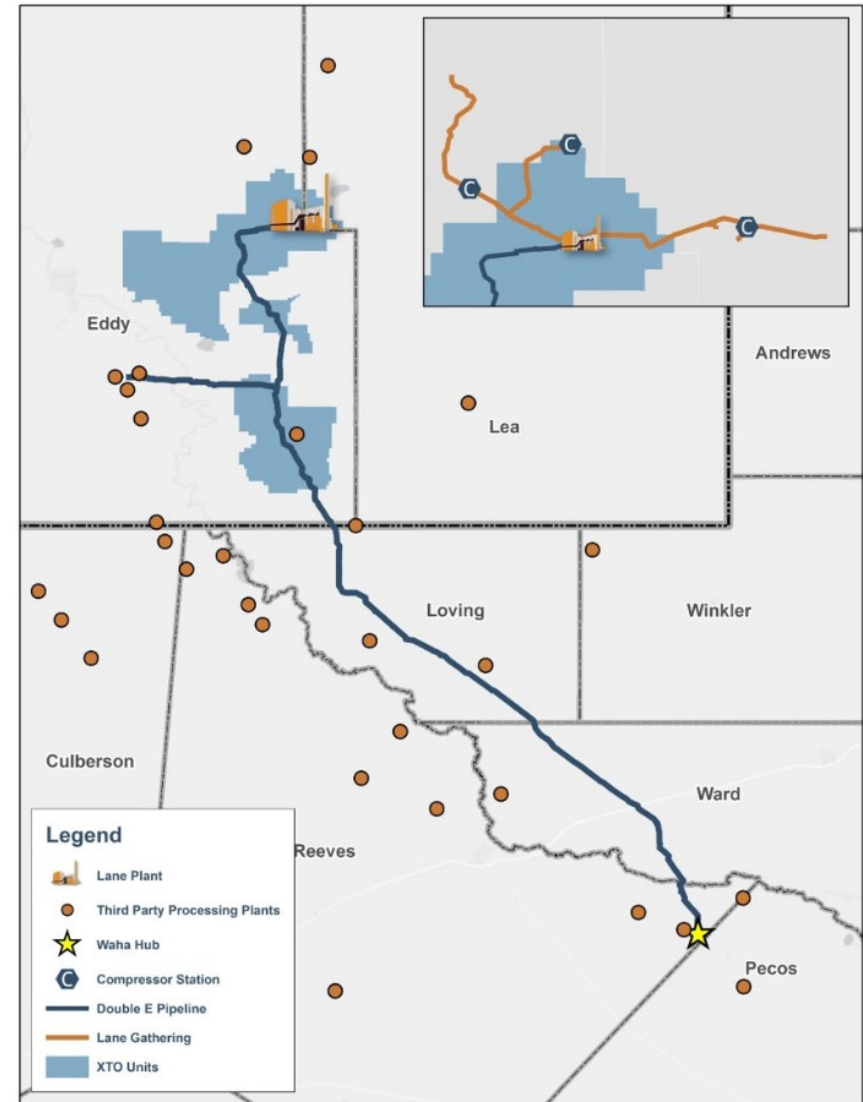 C
C
C
Eddy
Andrews
Lea
Loving
Winkler
Culberson
Ward
Reeves
Pecos
Legend
Lane Plant
Third Party Processing Plants
Waha Hub
C Compressor Station
Double E Pipeline
Lane Gathering
XTO Units